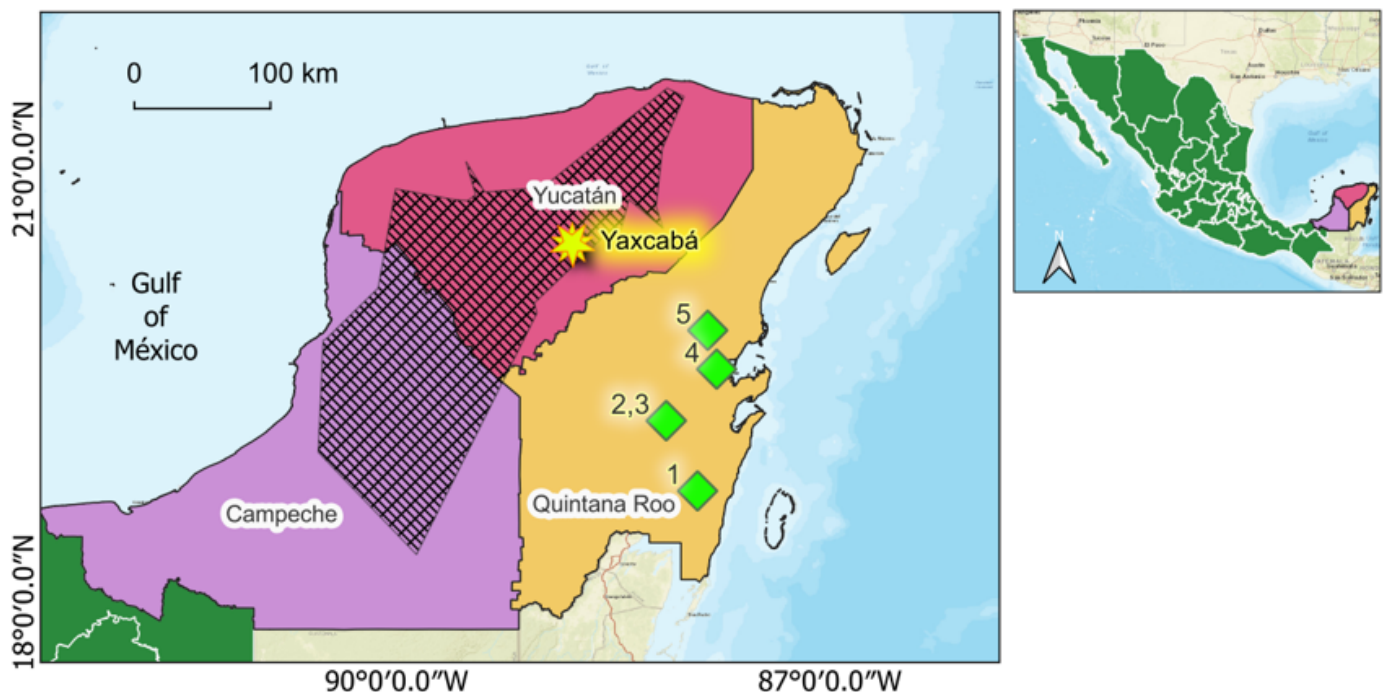 0 100 km
21°0'0.0"N
Yucatán
Yaxcabá
Gulf
of
México
5
4
2,3
1
Quintana Roo
Campeche
18°0'0.0"N
90°0'0.0"W
87°0'0.0"W
N